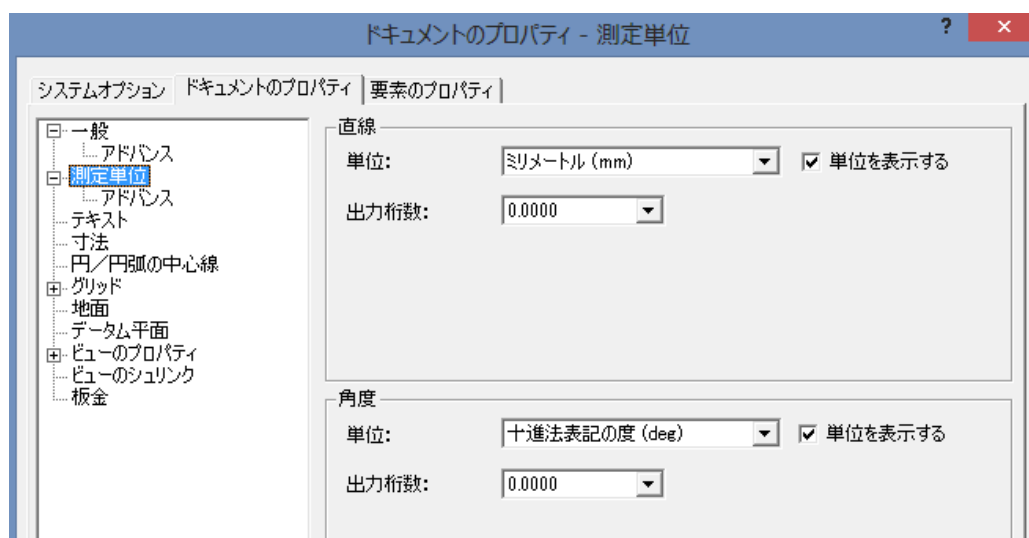 ドキュメントのプロパティ - 測定単位
?
×
システムオプション ドキュメントのプロパティ 要素のプロパティ
一般
アドバンス
測定単位
アドバンス
テキスト
寸法
円／円弧の中心線
グリッド
地面
データム平面
ビューのプロパティ
ビューのシュリンク
板金
直線
単位: ミリメートル (mm) 単位を表示する
出力桁数: 0.0000
角度
単位: 十進法表記の度 (deg) 単位を表示する
出力桁数: 0.0000